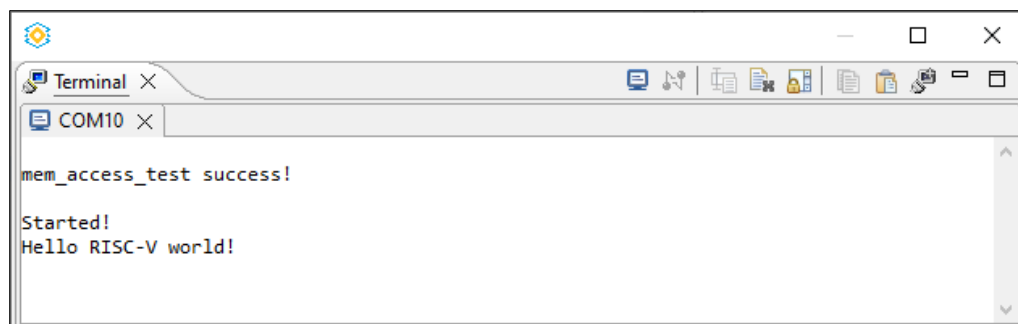 Terminal
COM10
mem_access_test success!
Started!
Hello RISC-V world!